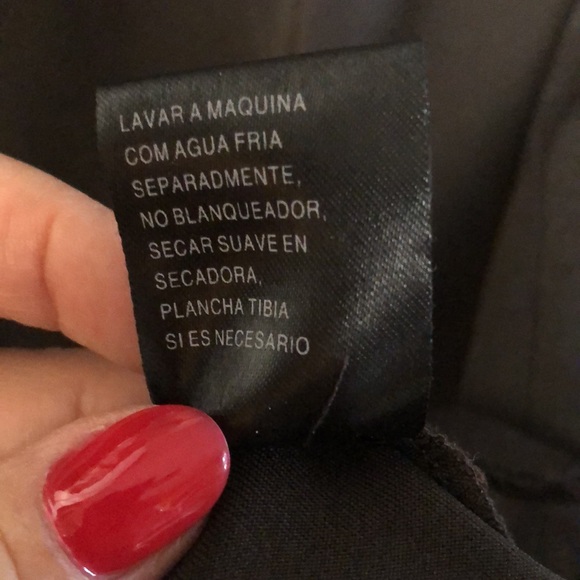 LAVAR A MAQUINA
COM AGUA FRIA
SEPARADMENTE,
NO BLANQUEADOR,
SECAR SUAVE EN
SECADORA,
PLANCHA TIBIA
SI ES NECESARIO